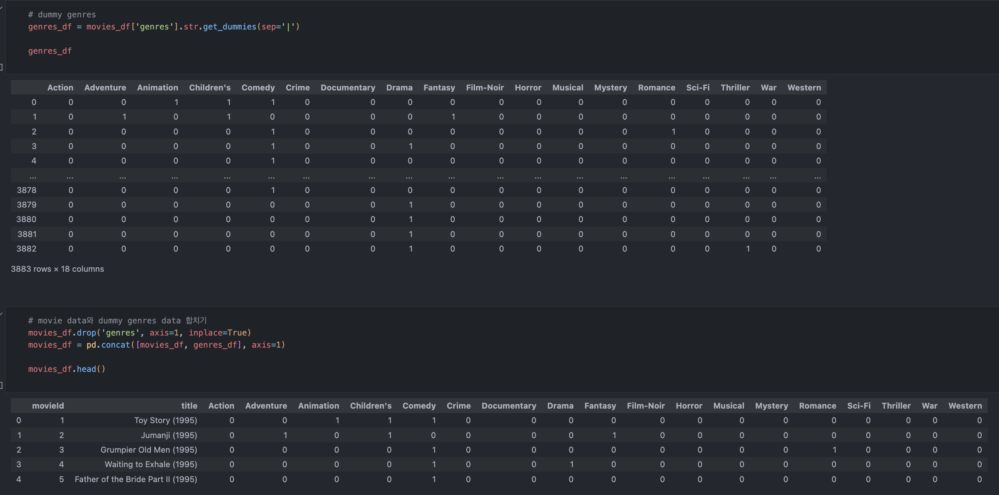 # dummy genres
genres_df = movies_df['genres'].str.get_dummies(sep='|')
genres_df
Action Adventure Animation Children's Comedy Crime Documentary Drama Fantasy Film-Noir Horror Musical Mystery Romance Sci-Fi Thriller War Western
0 0 0 1 1 1 0 0 0 0 0 0 0 0 0 0 0 0 0
1 0 1 0 1 0 0 0 0 1 0 0 0 0 0 0 0 0 0
2 0 0 0 0 1 0 0 0 0 0 0 0 0 1 0 0 0 0
3 0 0 0 0 1 0 0 1 0 0 0 0 0 0 0 0 0 0
4 0 0 0 0 1 0 0 0 0 0 0 0 0 0 0 0 0 0
... ... ... ... ... ... ... ... ... ... ... ... ... ... ... ... ... ... ...
3878 0 0 0 0 1 0 0 0 0 0 0 0 0 0 0 0 0 0
3879 0 0 0 0 0 0 0 1 0 0 0 0 0 0 0 0 0 0
3880 0 0 0 0 0 0 0 1 0 0 0 0 0 0 0 0 0 0
3881 0 0 0 0 0 0 0 1 0 0 0 0 0 0 0 0 0 0
3882 0 0 0 0 0 0 0 1 0 0 0 0 0 0 0 1 0 0
3883 rows × 18 columns
# movie data와 dummy genres data 합치기
movies_df.drop('genres', axis=1, inplace=True)
movies_df = pd.concat([movies_df, genres_df], axis=1)
movies_df.head()
movieId title Action Adventure Animation Children's Comedy Crime Documentary Drama Fantasy Film-Noir Horror Musical Mystery Romance Sci-Fi Thriller War Western
0 1 Toy Story (1995) 0 0 1 1 1 0 0 0 0 0 0 0 0 0 0 0 0 0
1 2 Jumanji (1995) 0 1 0 1 0 0 0 0 1 0 0 0 0 0 0 0 0 0
2 3 Grumpier Old Men (1995) 0 0 0 0 1 0 0 0 0 0 0 0 0 1 0 0 0 0
3 4 Waiting to Exhale (1995) 0 0 0 0 1 0 0 1 0 0 0 0 0 0 0 0 0 0
4 5 Father of the Bride Part II (1995) 0 0 0 0 1 0 0 0 0 0 0 0 0 0 0 0 0 0